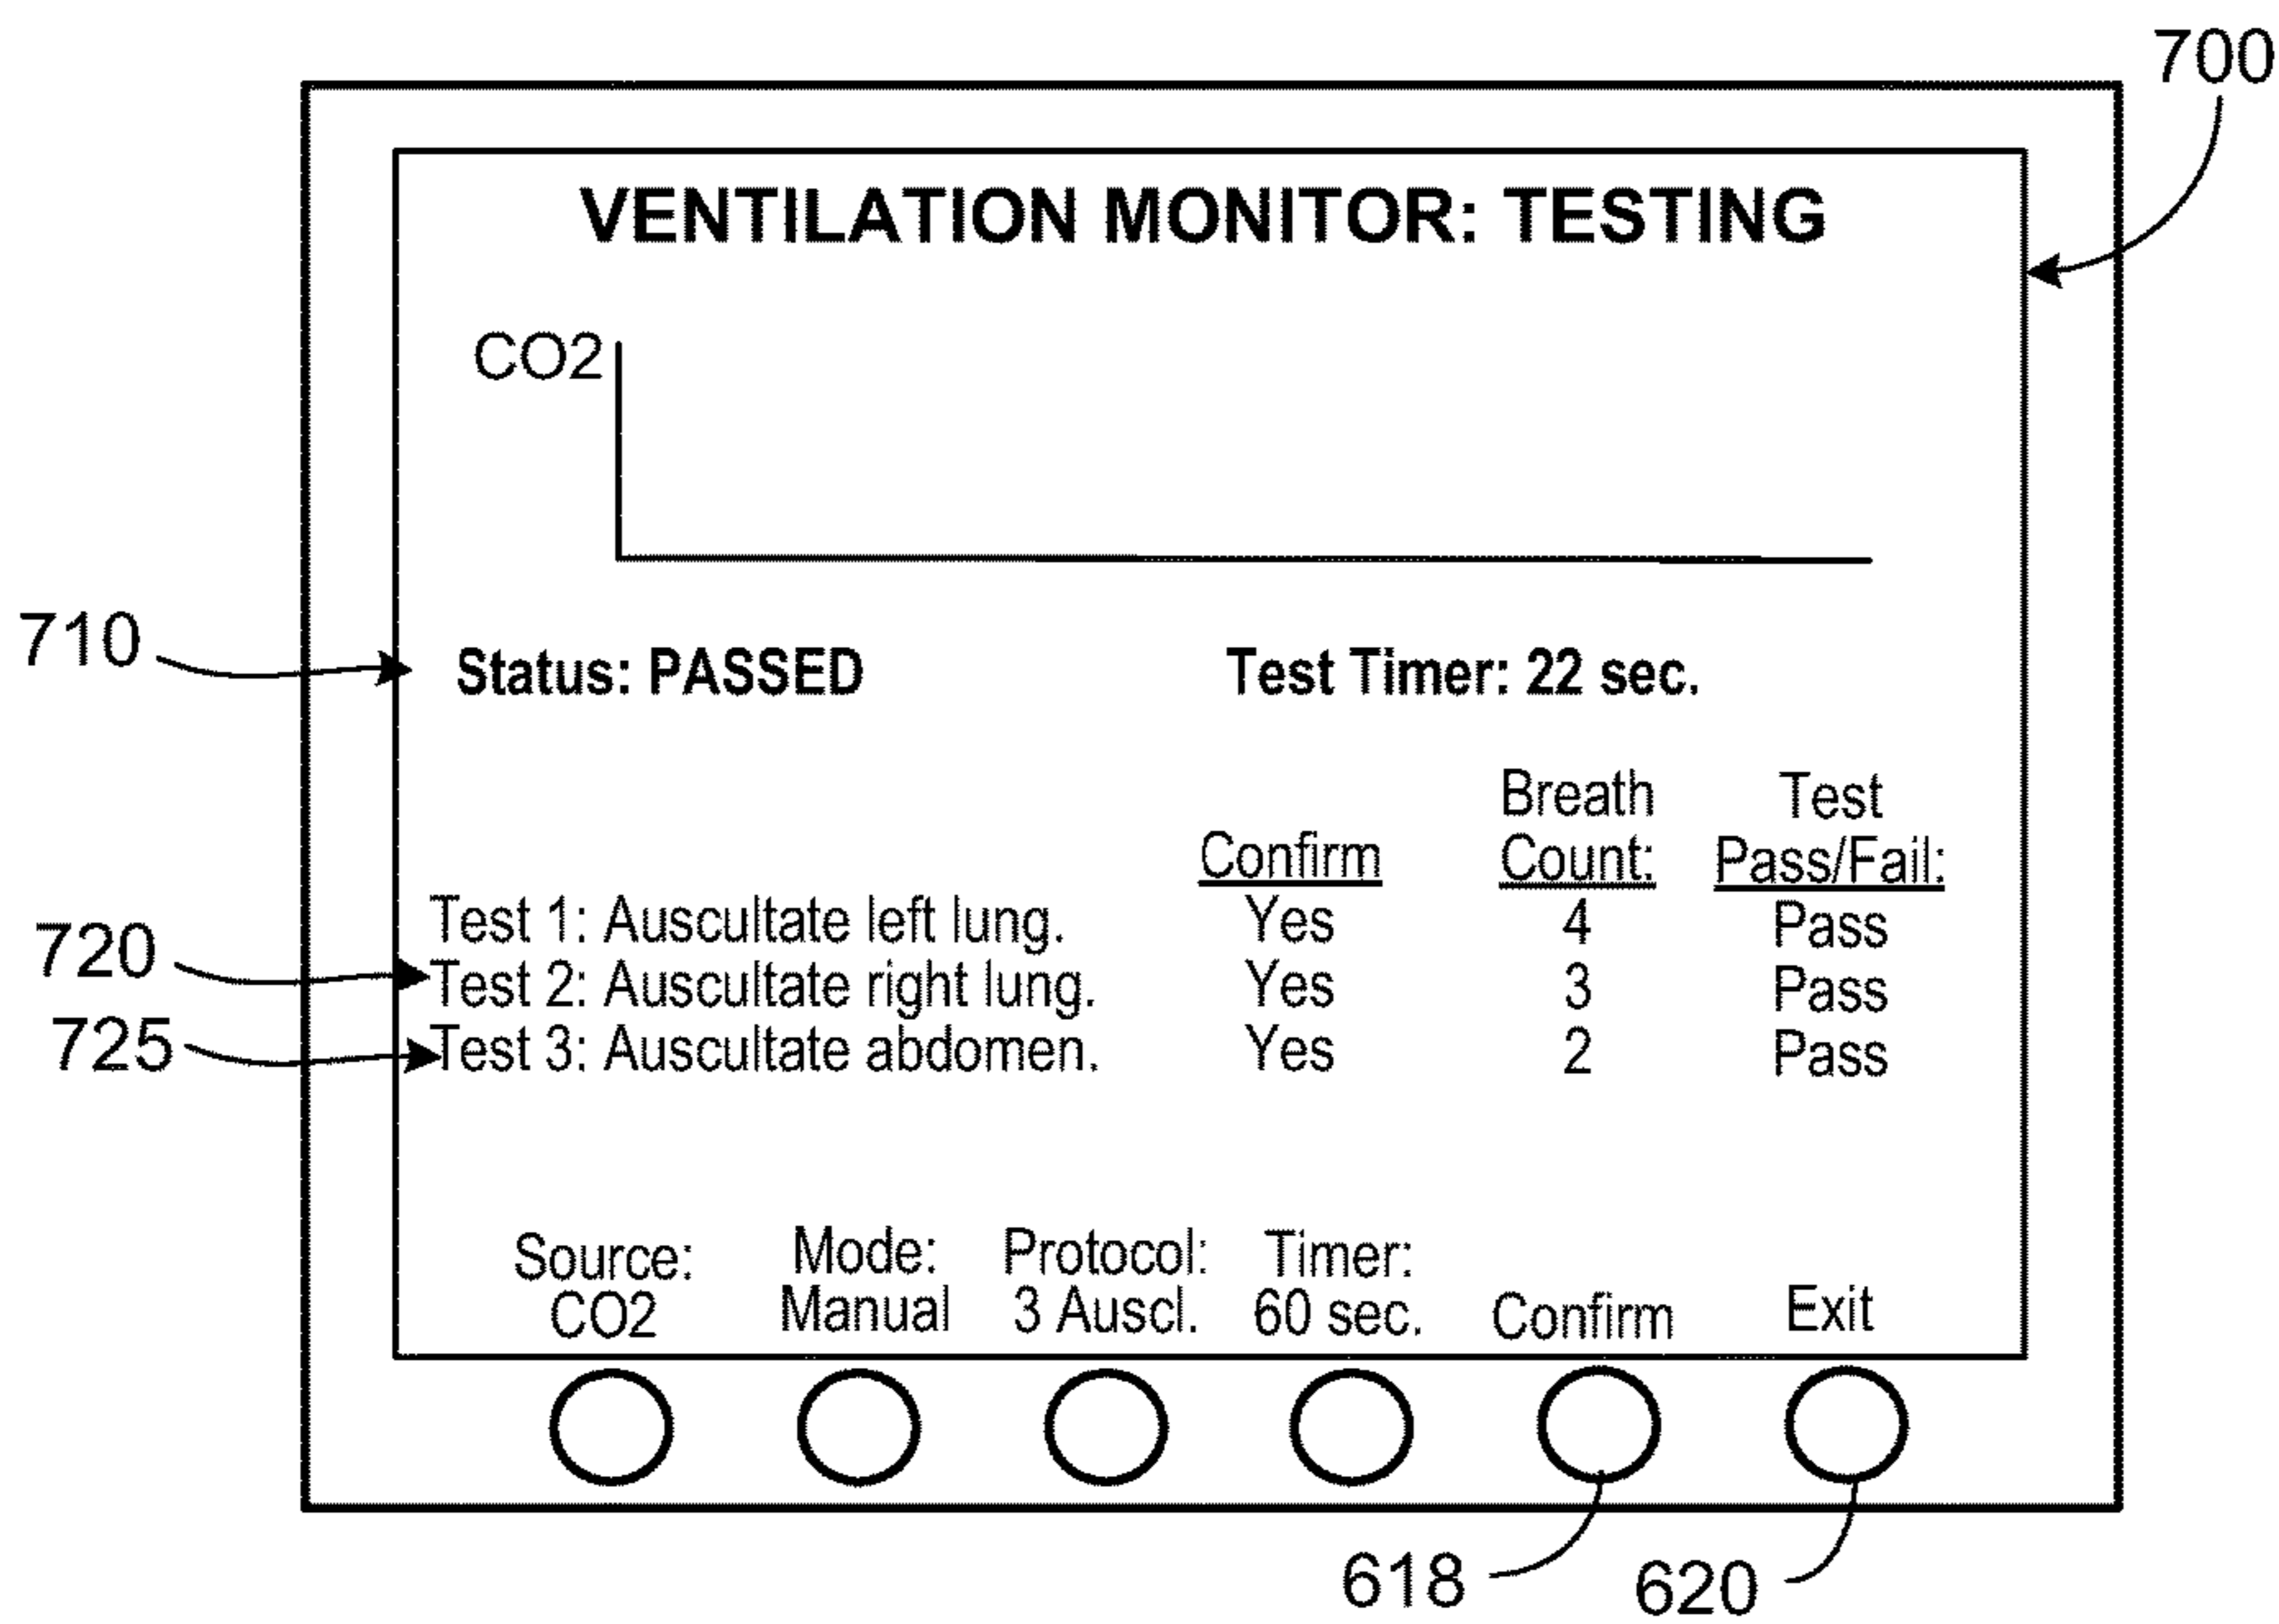 700
VENTILATION MONITOR: TESTING
CO2
710
Status: PASSED Test Timer: 22 sec.
Breath Test
Confirm Count: Pass/Fail:
Test 1: Auscultate left lung. Yes 4 Pass
720
Test 2: Auscultate right lung. Yes 3 Pass
725
Test 3: Auscultate abdomen. Yes 2 Pass
Source: Mode: Protocol: Timer:
CO2 Manual 3 Auscl. 60 sec. Confirm Exit
618 620